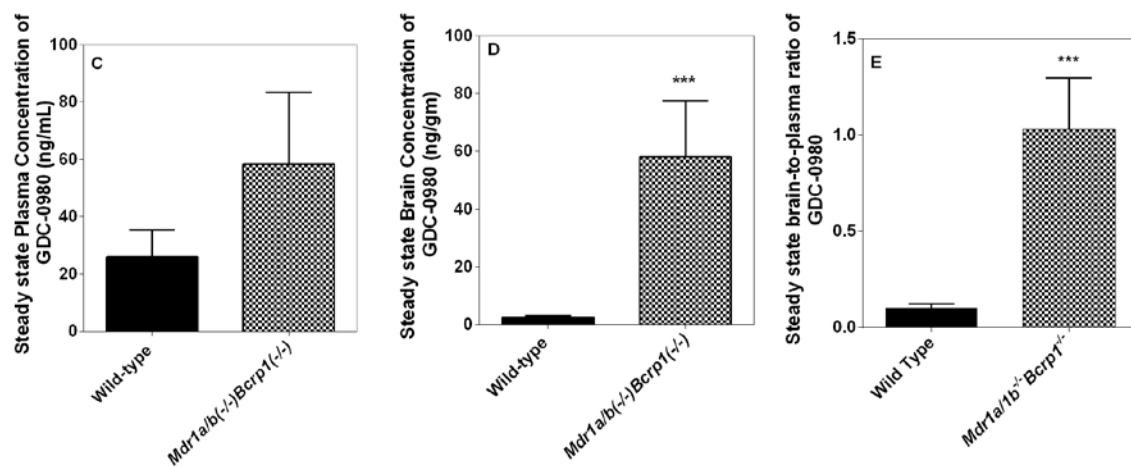 Steady state Plasma Concentration of
GDC-0980 (ng/mL)
100
80
60
40
20
0
C
Wild-type
Mdr1a/b(-/-)Bcrp1(-/-)
Steady state Brain Concentration of
GDC-0980 (ng/gm)
100
80
60
40
20
0
D
***
Wild-type
Mdr1a/b(-/-)Bcrp1(-/-)
Steady state brain-to-plasma ratio of
GDC-0980
1.5
1.0
0.5
0.0
E
***
Wild Type
Mdr1a/1b-/-Bcrp1-/-